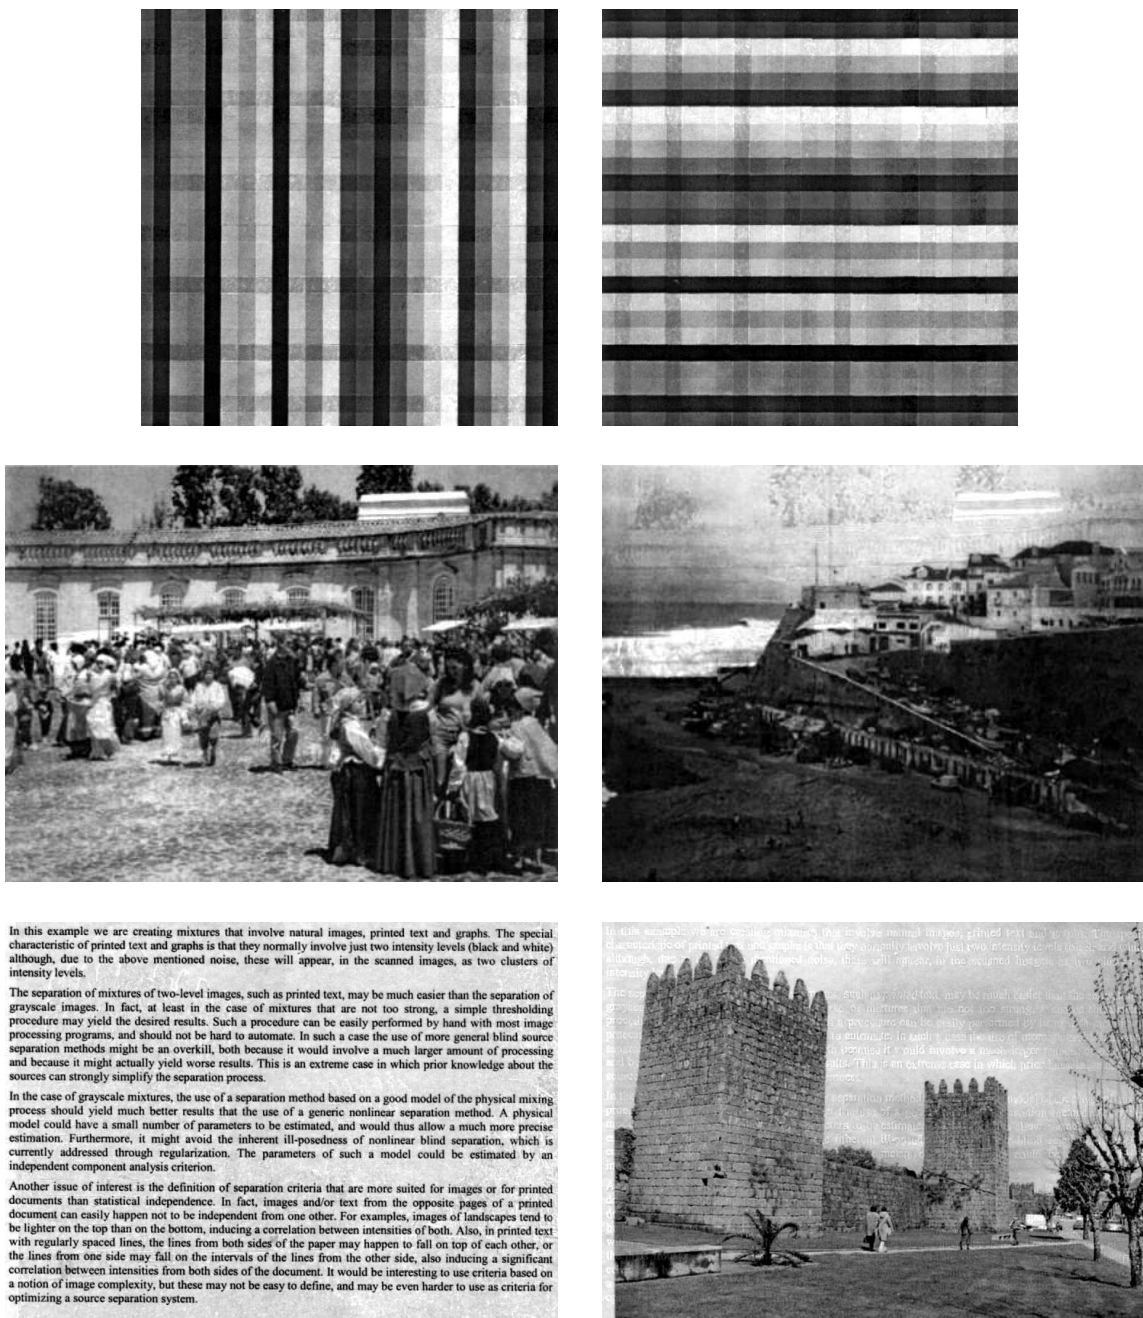 In this example we are creating mixtures that involve natural images, printed text and graphs. The special
characteristic of printed text and graphs is that they normally involve just two intensity levels (black and white)
although, due to the above mentioned noise, these will appear, in the scanned images, as two clusters of
intensity levels.
The separation of mixtures of two-level images, such as printed text, may be much easier than the separation of
grayscale images. In fact, at least in the case of mixtures that are not too strong, a simple thresholding
procedure may yield the desired results. Such a procedure can be easily performed by hand with most image
processing programs, and should not be hard to automate. In such a case the use of more general blind source
separation methods might be an overkill, both because it would involve a much larger amount of processing
and because it might actually yield worse results. This is an extreme case in which prior knowledge about the
sources can strongly simplify the separation process.
In the case of grayscale mixtures, the use of a separation method based on a good model of the physical mixing
process should yield much better results that the use of a generic nonlinear separation method. A physical
model could have a small number of parameters to be estimated, and would thus allow a much more precise
estimation. Furthermore, it might avoid the inherent ill-posedness of nonlinear blind separation, which is
currently addressed through regularization. The parameters of such a model could be estimated by an
independent component analysis criterion.
Another issue of interest is the definition of separation criteria that are more suited for images or for printed
documents than statistical independence. In fact, images and/or text from the opposite pages of a printed
document can easily happen not to be independent from one other. For examples, images of landscapes tend to
be lighter on the top than on the bottom, inducing a correlation between intensities of both. Also, in printed text
with regularly spaced lines, the lines from both sides of the paper may happen to fall on top of each other, or
the lines from one side may fall on the intervals of the lines from the other side, also inducing a significant
correlation between intensities from both sides of the document. It would be interesting to use criteria based on
a notion of image complexity, but these may not be easy to define, and may be even harder to use as criteria for
optimizing a source separation system.